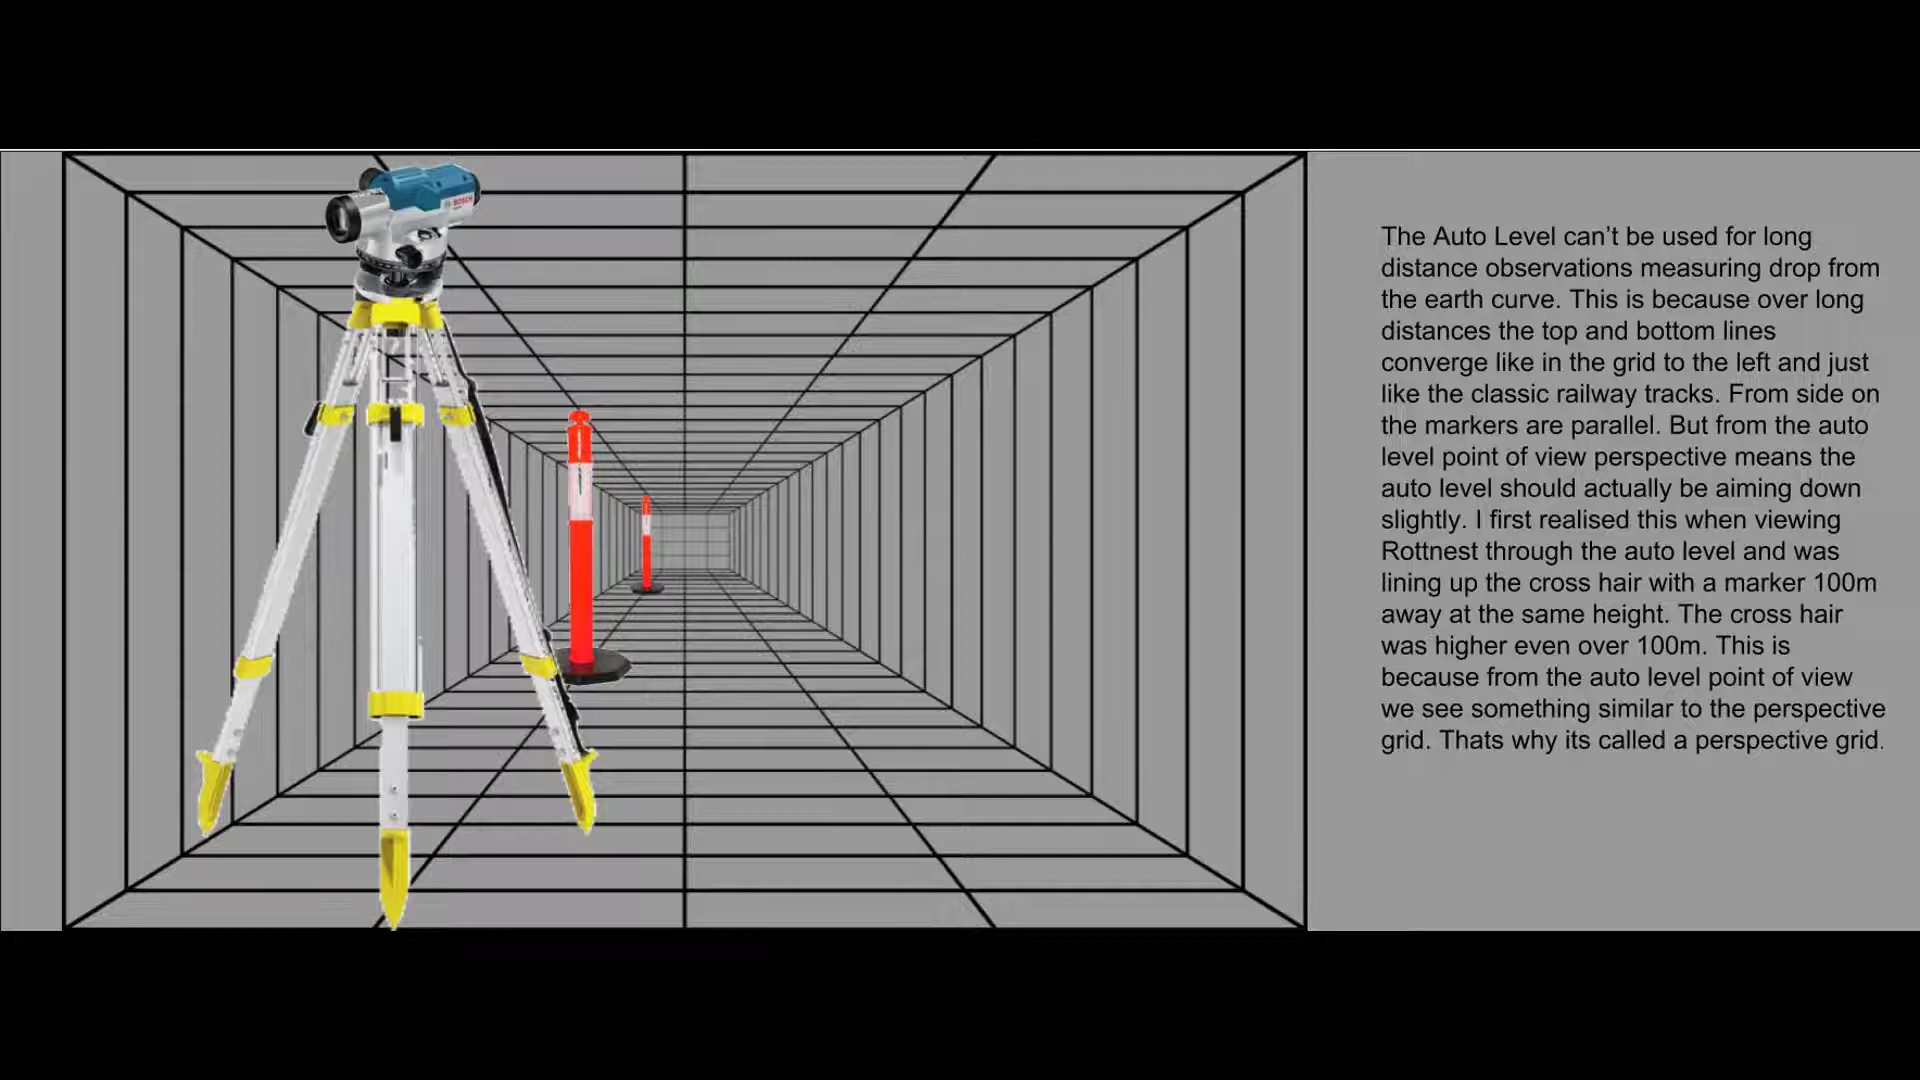 BOSCH
The Auto Level can’t be used for long
distance observations measuring drop from
the earth curve. This is because over long
distances the top and bottom lines
converge like in the grid to the left and just
like the classic railway tracks. From side on
the markers are parallel. But from the auto
level point of view perspective means the
auto level should actually be aiming down
slightly. I first realised this when viewing
Rottnest through the auto level and was
lining up the cross hair with a marker 100m
away at the same height. The cross hair
was higher even over 100m. This is
because from the auto level point of view
we see something similar to the perspective
grid. Thats why its called a perspective grid.